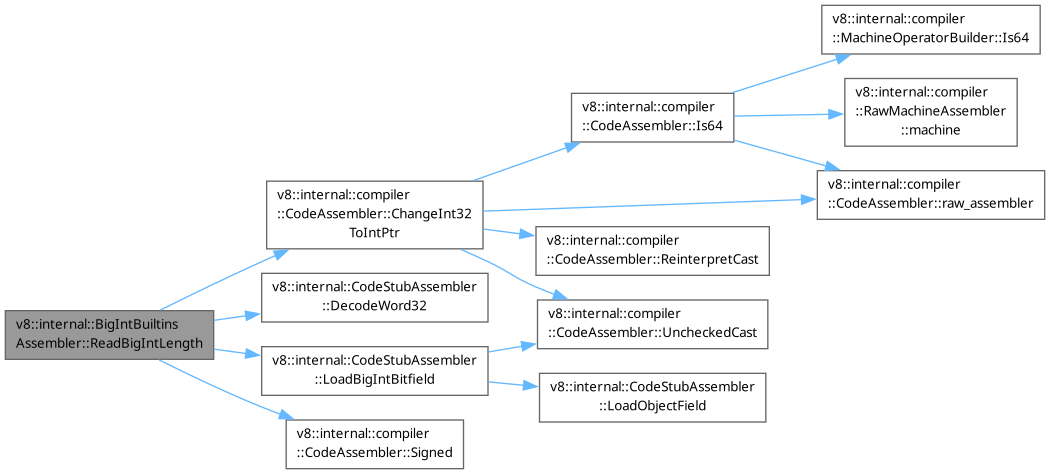 v8::internal::compiler
::MachineOperatorBuilder::Is64
v8::internal::compiler
::RawMachineAssembler
::machine
v8::internal::compiler
::CodeAssembler::Is64
v8::internal::compiler
::CodeAssembler::raw_assembler
v8::internal::compiler
::CodeAssembler::ChangeInt32
ToIntPtr
v8::internal::compiler
::CodeAssembler::ReinterpretCast
v8::internal::CodeStubAssembler
::DecodeWord32
v8::internal::compiler
::CodeAssembler::UncheckedCast
v8::internal::BigIntBuiltins
Assembler::ReadBigIntLength
v8::internal::CodeStubAssembler
::LoadBigIntBitfield
v8::internal::CodeStubAssembler
::LoadObjectField
v8::internal::compiler
::CodeAssembler::Signed